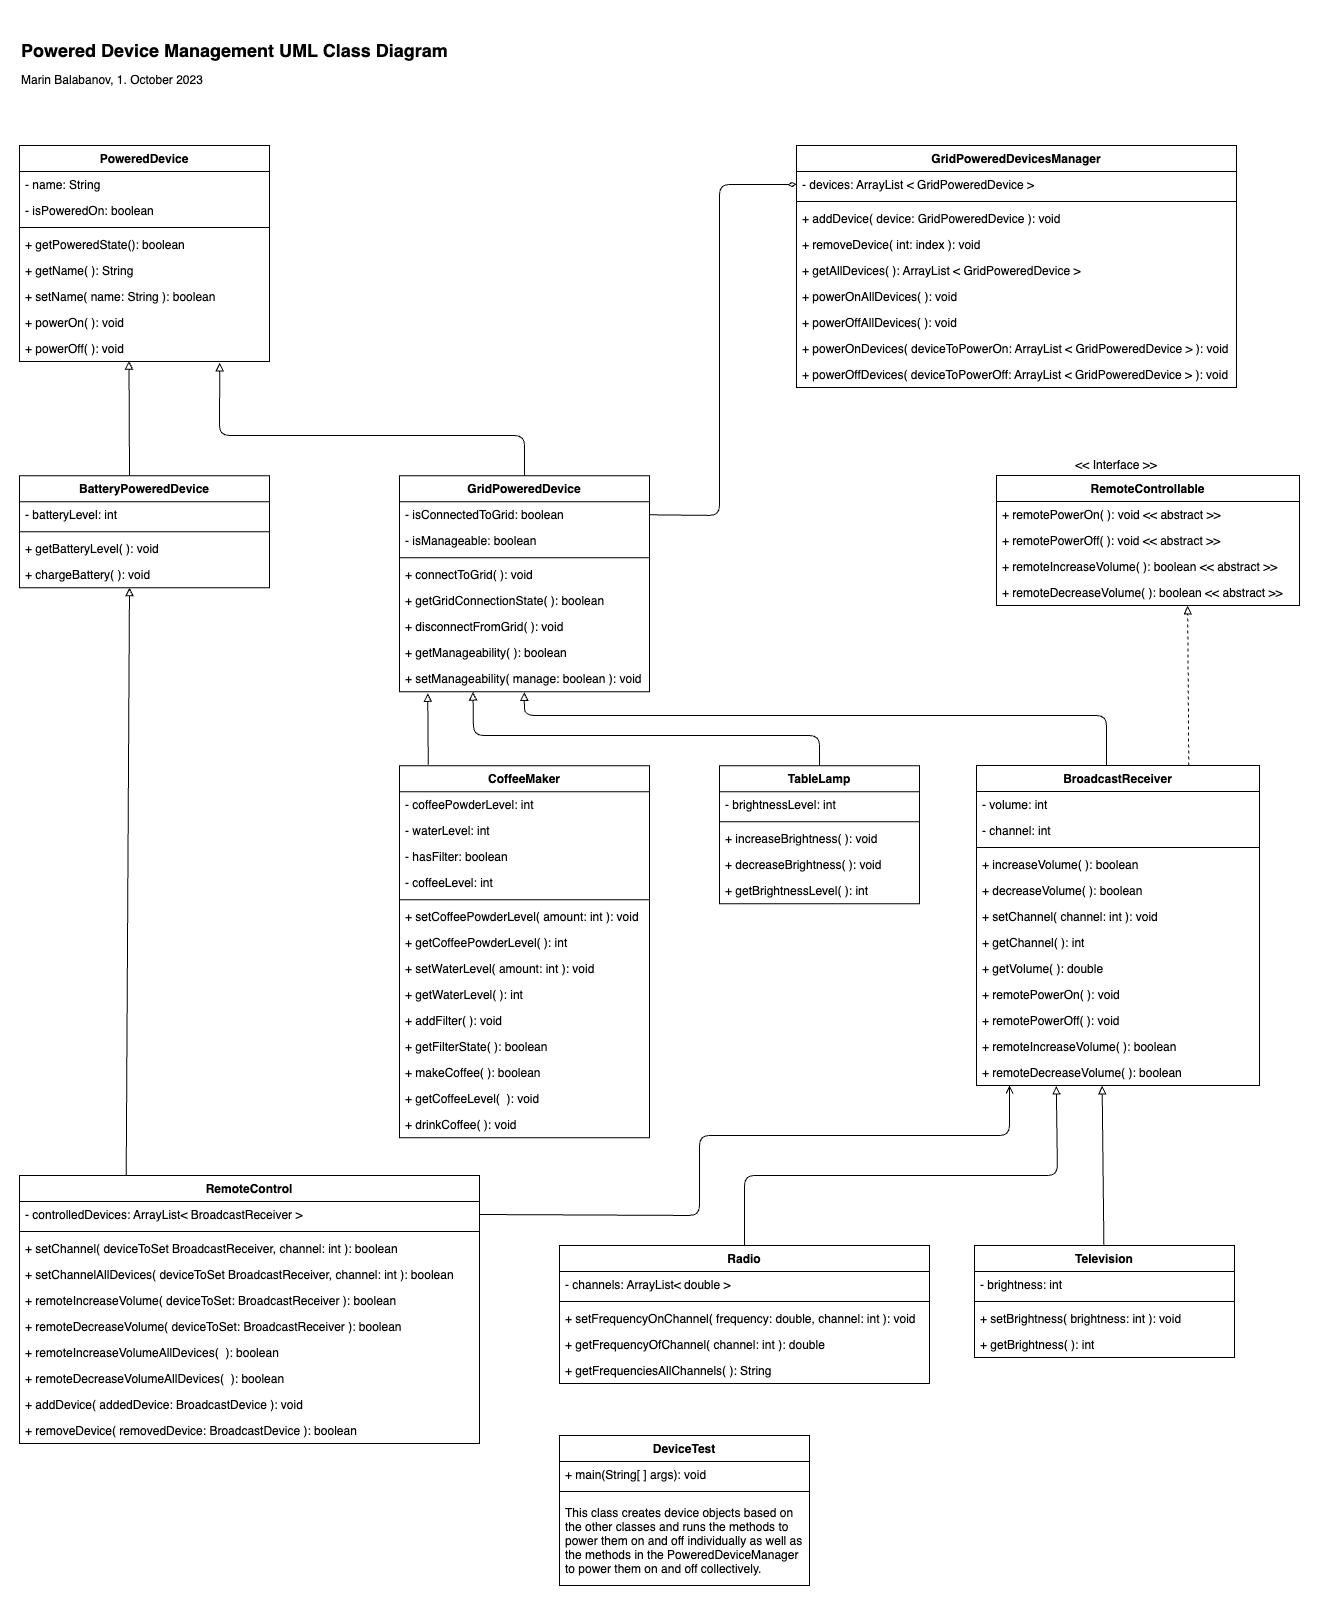 Powered Device Management UML Class Diagram
Marin Balabanov, 1. October 2023
PoweredDevice
- name: String
- isPoweredOn: boolean
+ getPoweredState(): boolean
+ getName( ): String
+ setName( name: String ): boolean
+ powerOn( ): void
+ powerOff( ): void
GridPoweredDevicesManager
- devices: ArrayList < GridPoweredDevice >
+ addDevice( device: GridPoweredDevice ): void
+ removeDevice( int: index ): void
+ getAllDevices( ): ArrayList < GridPoweredDevice >
+ powerOnAllDevices( ): void
+ powerOffAllDevices( ): void
+ powerOnDevices( deviceToPowerOn: ArrayList < GridPoweredDevice > ): void
+ powerOffDevices( deviceToPowerOff: ArrayList < GridPoweredDevice > ): void
BatteryPoweredDevice
- batteryLevel: int
+ getBatteryLevel( ): void
+ chargeBattery( ): void
GridPoweredDevice
- isConnectedToGrid: boolean
- isManageable: boolean
+ connectToGrid( ): void
+ getGridConnectionState( ): boolean
+ disconnectFromGrid( ): void
+ getManageability( ): boolean
+ setManageability( manage: boolean ): void
<< Interface >>
RemoteControllable
+ remotePowerOn( ): void << abstract >>
+ remotePowerOff( ): void << abstract >>
+ remoteIncreaseVolume( ): boolean << abstract >>
+ remoteDecreaseVolume( ): boolean << abstract >>
CoffeeMaker
- coffeePowderLevel: int
- waterLevel: int
- hasFilter: boolean
- coffeeLevel: int
+ setCoffeePowderLevel( amount: int ): void
+ getCoffeePowderLevel( ): int
+ setWaterLevel( amount: int ): void
+ getWaterLevel( ): int
+ addFilter( ): void
+ getFilterState( ): boolean
+ makeCoffee( ): boolean
+ getCoffeeLevel(  ): void
+ drinkCoffee( ): void
TableLamp
- brightnessLevel: int
+ increaseBrightness( ): void
+ decreaseBrightness( ): void
+ getBrightnessLevel( ): int
BroadcastReceiver
- volume: int
- channel: int
+ increaseVolume( ): boolean
+ decreaseVolume( ): boolean
+ setChannel( channel: int ): void
+ getChannel( ): int
+ getVolume( ): double
+ remotePowerOn( ): void
+ remotePowerOff( ): void
+ remoteIncreaseVolume( ): boolean
+ remoteDecreaseVolume( ): boolean
RemoteControl
- controlledDevices: ArrayList< BroadcastReceiver >
+ setChannel( deviceToSet BroadcastReceiver, channel: int ): boolean
+ setChannelAllDevices( deviceToSet BroadcastReceiver, channel: int ): boolean
+ remoteIncreaseVolume( deviceToSet: BroadcastReceiver ): boolean
+ remoteDecreaseVolume( deviceToSet: BroadcastReceiver ): boolean
+ remoteIncreaseVolumeAllDevices(  ): boolean
+ remoteDecreaseVolumeAllDevices(  ): boolean
+ addDevice( addedDevice: BroadcastDevice ): void
+ removeDevice( removedDevice: BroadcastDevice ): boolean
Radio
- channels: ArrayList< double >
+ setFrequencyOnChannel( frequency: double, channel: int ): void
+ getFrequencyOfChannel( channel: int ): double
+ getFrequenciesAllChannels( ): String
Television
- brightness: int
+ setBrightness( brightness: int ): void
+ getBrightness( ): int
DeviceTest
+ main(String[ ] args): void
This class creates device objects based on
the other classes and runs the methods to
power them on and off individually as well as
the methods in the PoweredDeviceManager
to power them on and off collectively.